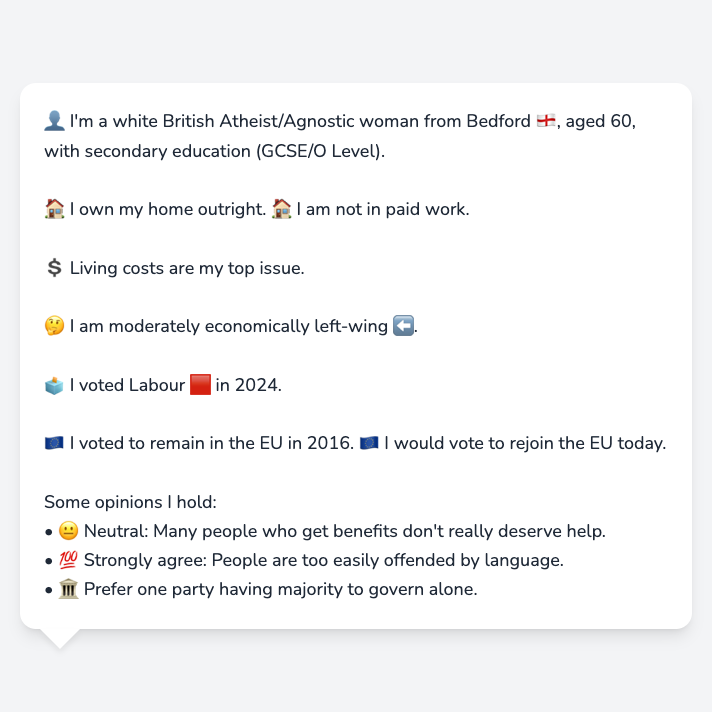 👤 I'm a white British Atheist/Agnostic woman from Bedford 🏴󠁧󠁢󠁥󠁮󠁧󠁿, aged 60,
with secondary education (GCSE/O Level).
🏠 I own my home outright. 🏠 I am not in paid work.
💲 Living costs are my top issue.
🤔 I am moderately economically left-wing ⬅️.
🗳️ I voted Labour 🟥 in 2024.
🇪🇺 I voted to remain in the EU in 2016. 🇪🇺 I would vote to rejoin the EU today.
Some opinions I hold:
• 😐 Neutral: Many people who get benefits don't really deserve help.
• 💯 Strongly agree: People are too easily offended by language.
• 🏛️ Prefer one party having majority to govern alone.